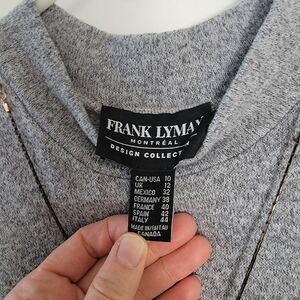 FRANK LYMAN
MONTRÉAL
DESIGN COLLECT
CAN-USA 10
UK 12
MEXICO 32
GERMANY 38
FRANCE 40
SPAIN 42
ITALY 44
MADE IN/FAIT AU
CANADA